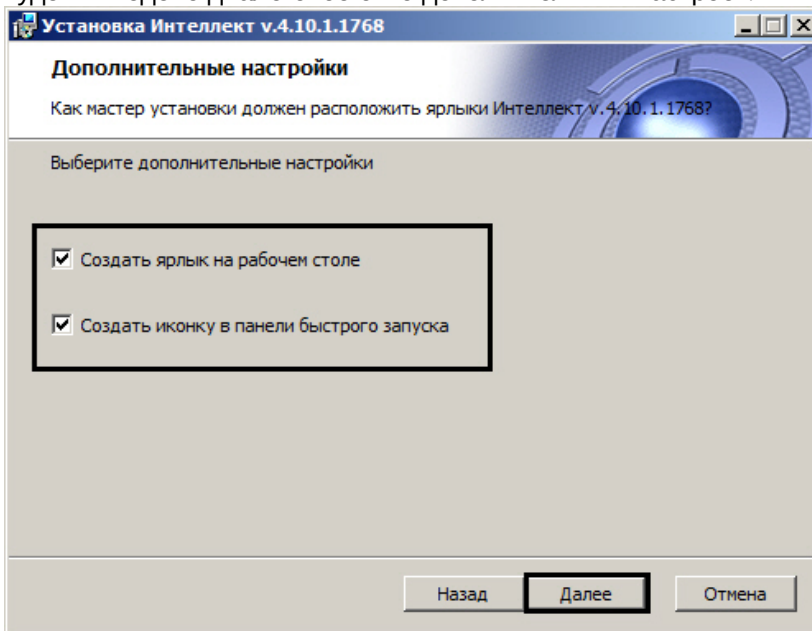 Установка Интеллект v.4.10.1.1768
Дополнительные настройки
Как мастер установки должен расположить ярлыки Интеллект v.4.10.1.1768?
Выберите дополнительные настройки
Создать ярлык на рабочем столе
Создать иконку в панели быстрого запуска
Назад Далее Отмена